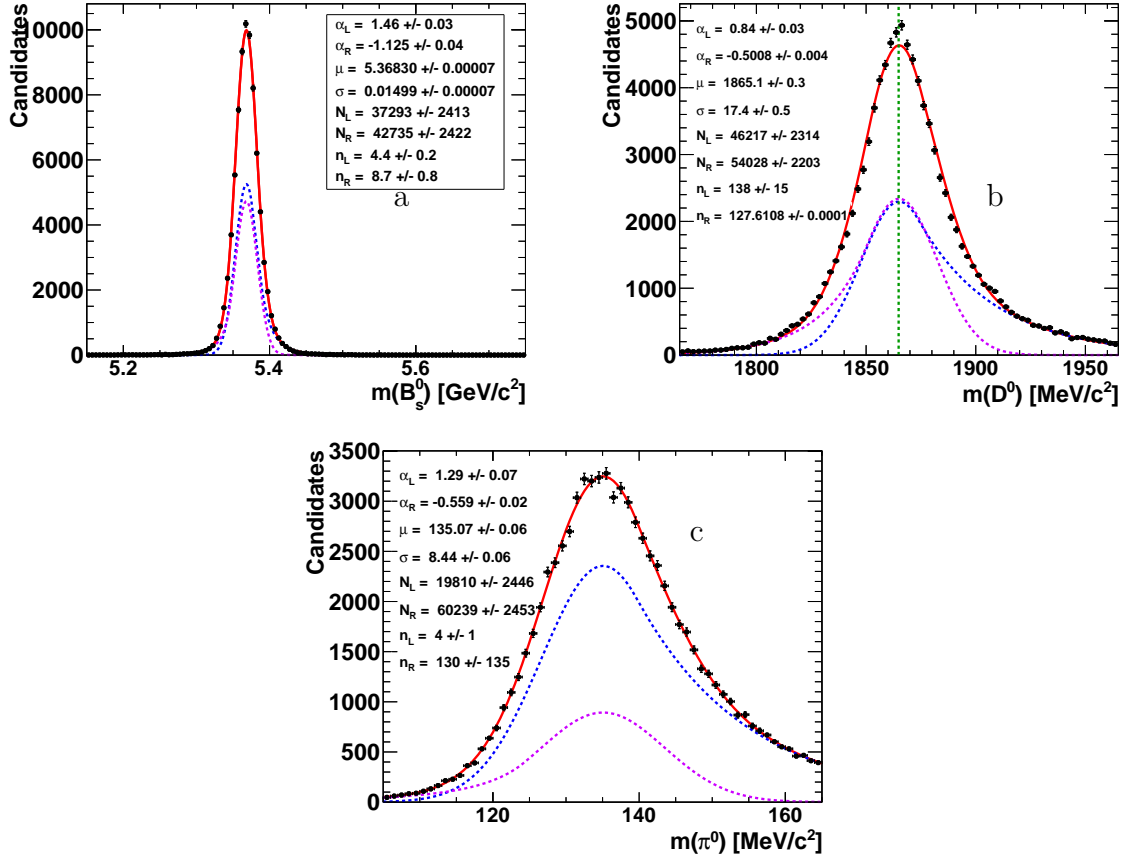 Candidates
10000
8000
6000
4000
2000
0
α_L = 1.46 +/- 0.03
α_R = -1.125 +/- 0.04
μ = 5.36830 +/- 0.00007
σ = 0.01499 +/- 0.00007
N_L = 37293 +/- 2413
N_R = 42735 +/- 2422
n_L = 4.4 +/- 0.2
n_R = 8.7 +/- 0.8
a
5.2 5.4 5.6
m(B_s^0) [GeV/c²]
Candidates
5000
4000
3000
2000
1000
0
α_L = 0.84 +/- 0.03
α_R = -0.5008 +/- 0.004
μ = 1865.1 +/- 0.3
σ = 17.4 +/- 0.5
N_L = 46217 +/- 2314
N_R = 54028 +/- 2203
n_L = 138 +/- 15
n_R = 127.6108 +/- 0.0001
b
1800 1850 1900 1950
m(D⁰) [MeV/c²]
Candidates
3500
3000
2500
2000
1500
1000
500
0
α_L = 1.29 +/- 0.07
α_R = -0.559 +/- 0.02
μ = 135.07 +/- 0.06
σ = 8.44 +/- 0.06
N_L = 19810 +/- 2446
N_R = 60239 +/- 2453
n_L = 4 +/- 1
n_R = 130 +/- 135
c
120 140 160
m(π⁰) [MeV/c²]